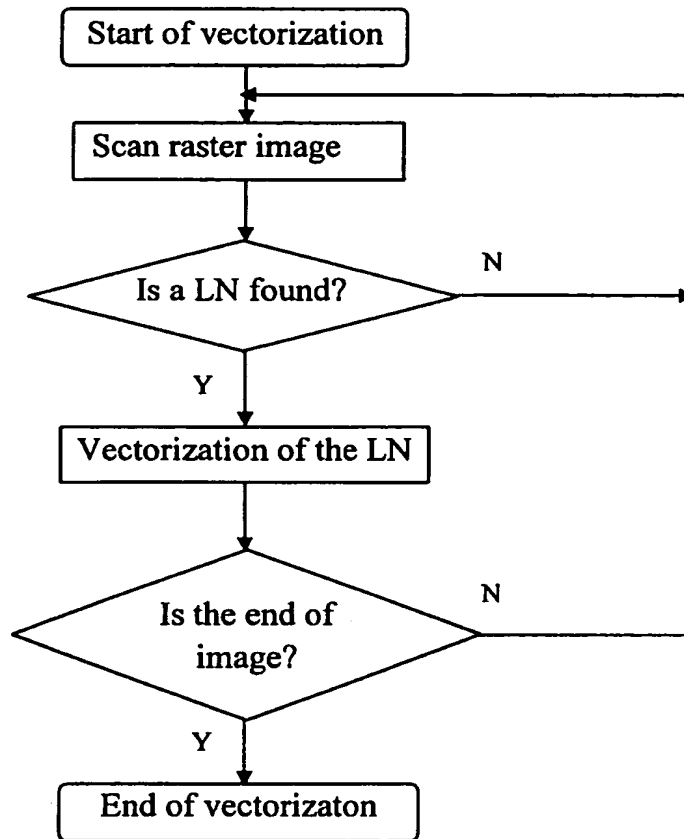 Start of vectorization
Scan raster image
Is a LN found?
N
Y
Vectorization of the LN
Is the end of
image?
N
Y
End of vectorizaton